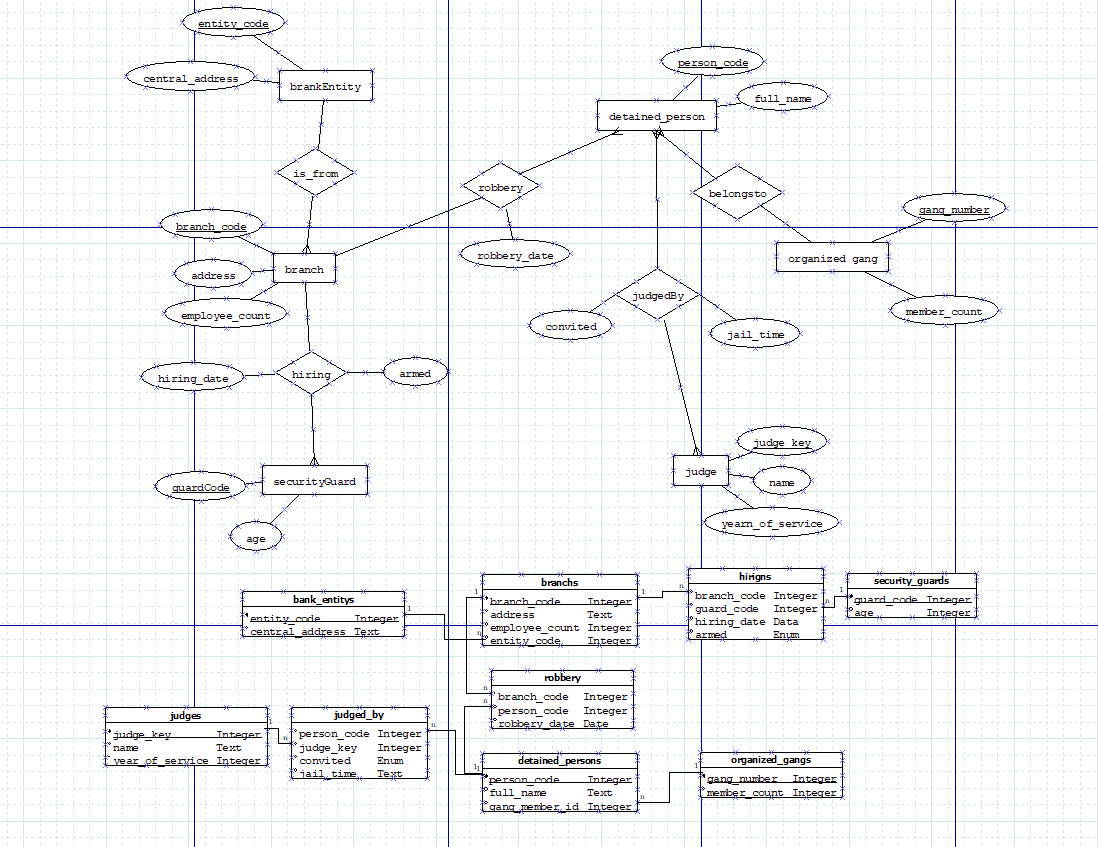 entity_code
central_address
brankEntity
is_from
branch_code
address
employee_count
branch
hiring_date
hiring
armed
guardCode
securityGuard
age
robbery
robbery_date
person_code
full_name
detained_person
belongsto
gang_number
organized gang
member_count
judgedBy
convited
jail_time
judge
judge_key
name
yearn_of_service
bank_entitys
entity_code Integer
central_address Text
1
branchs
branch_code Integer
address Text
employee_count Integer
entity_code Integer
1
n
1
hirigns
branch_code Integer
guard_code Integer
hiring_date Data
armed Enum
n
n
security_guards
guard_code Integer
age Integer
1
robbery
branch_code Integer
person_code Integer
robbery_date Date
n
n
judges
judge_key Integer
name Text
year_of_service Integer
1
judged_by
person_code Integer
judge_key Integer
convited Enum
jail_time Text
n
n
detained_persons
person_code Integer
full_name Text
gang_member_id Integer
1
1
n
organized_gangs
gang_number Integer
member_count Integer
1